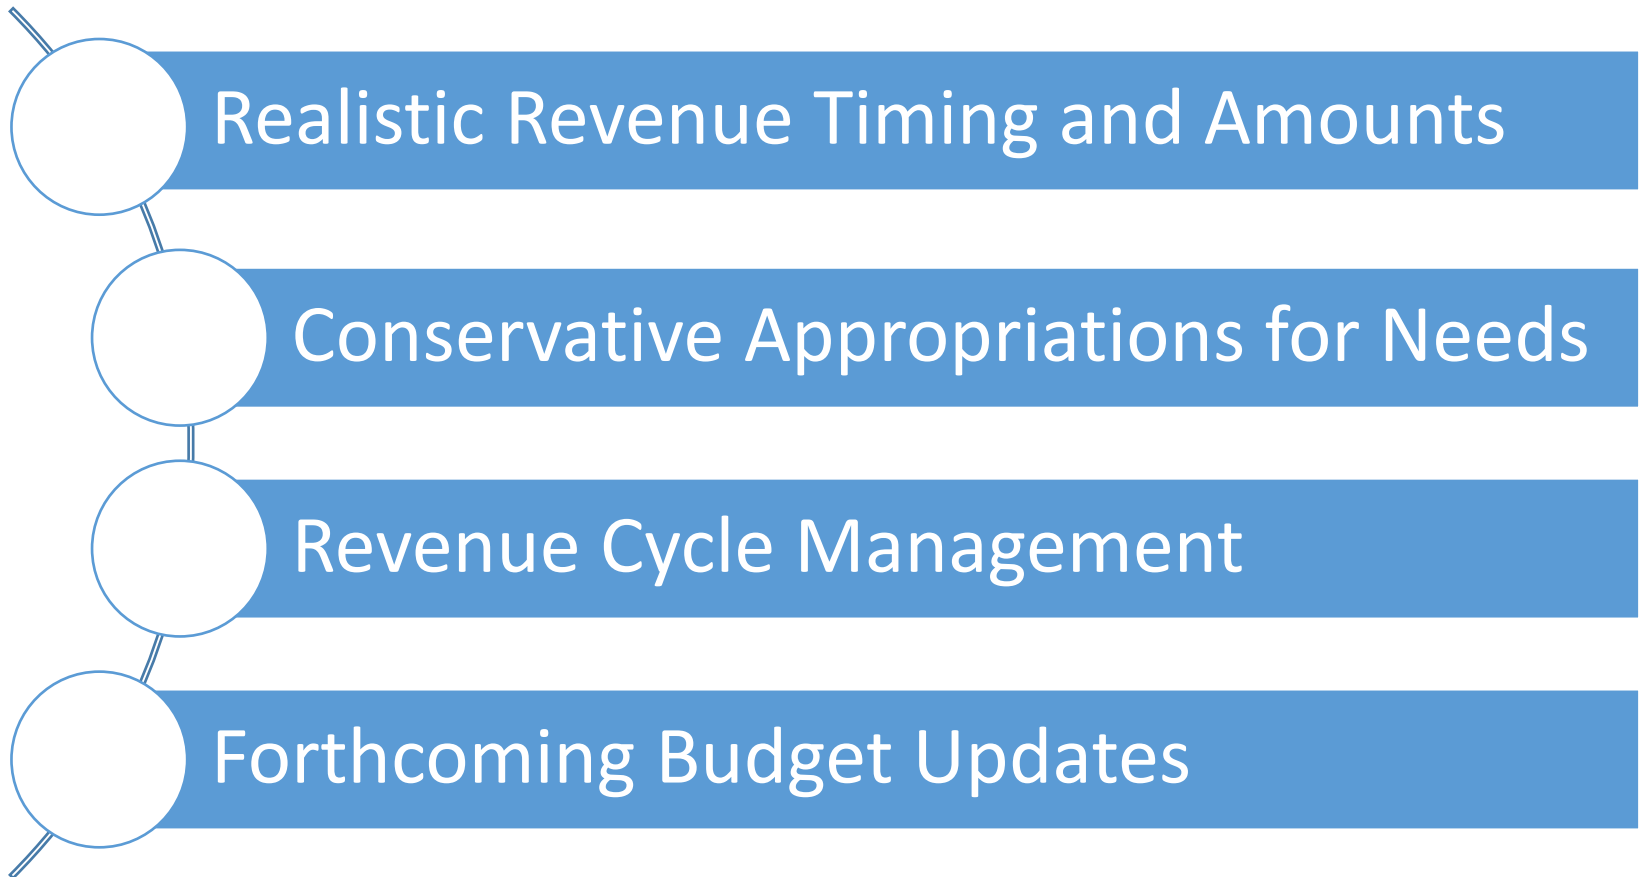 Realistic Revenue Timing and Amounts
Conservative Appropriations for Needs
Revenue Cycle Management
Forthcoming Budget Updates